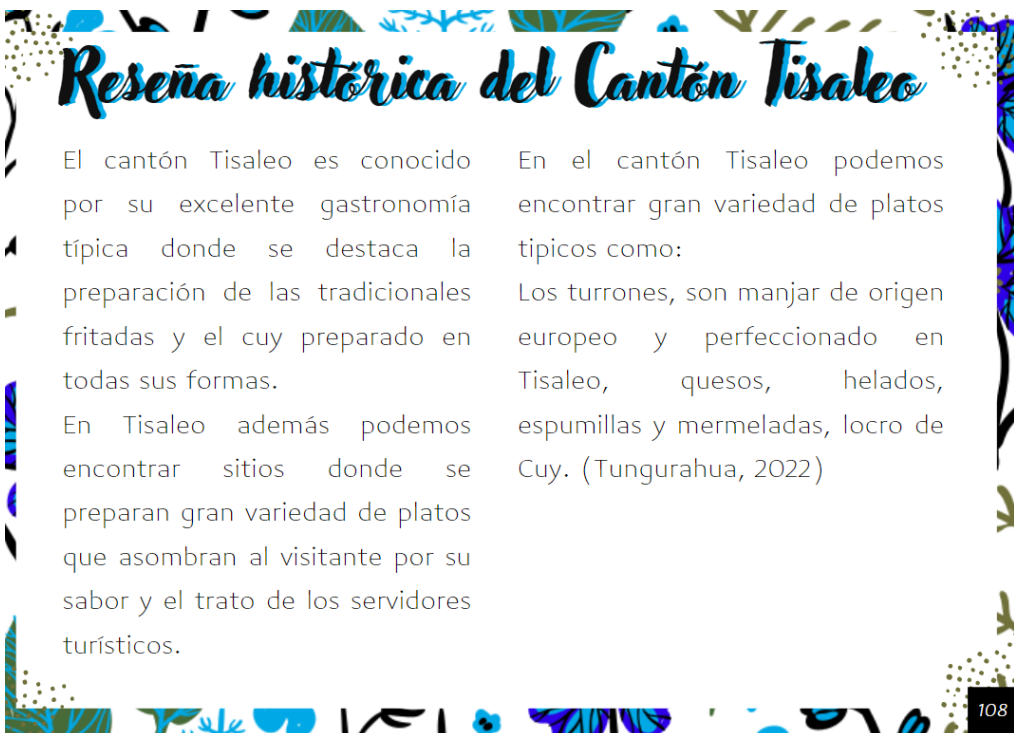 Reseña histórica del Cantón Tisaleo
El cantón Tisaleo es conocido
por su excelente gastronomía
típica donde se destaca la
preparación de las tradicionales
fritadas y el cuy preparado en
todas sus formas.
En Tisaleo además podemos
encontrar sitios donde se
preparan gran variedad de platos
que asombran al visitante por su
sabor y el trato de los servidores
turísticos.
En el cantón Tisaleo podemos
encontrar gran variedad de platos
tipicos como:
Los turrones, son manjar de origen
europeo y perfeccionado en
Tisaleo, quesos, helados,
espumillas y mermeladas, locro de
Cuy. (Tungurahua, 2022)
108